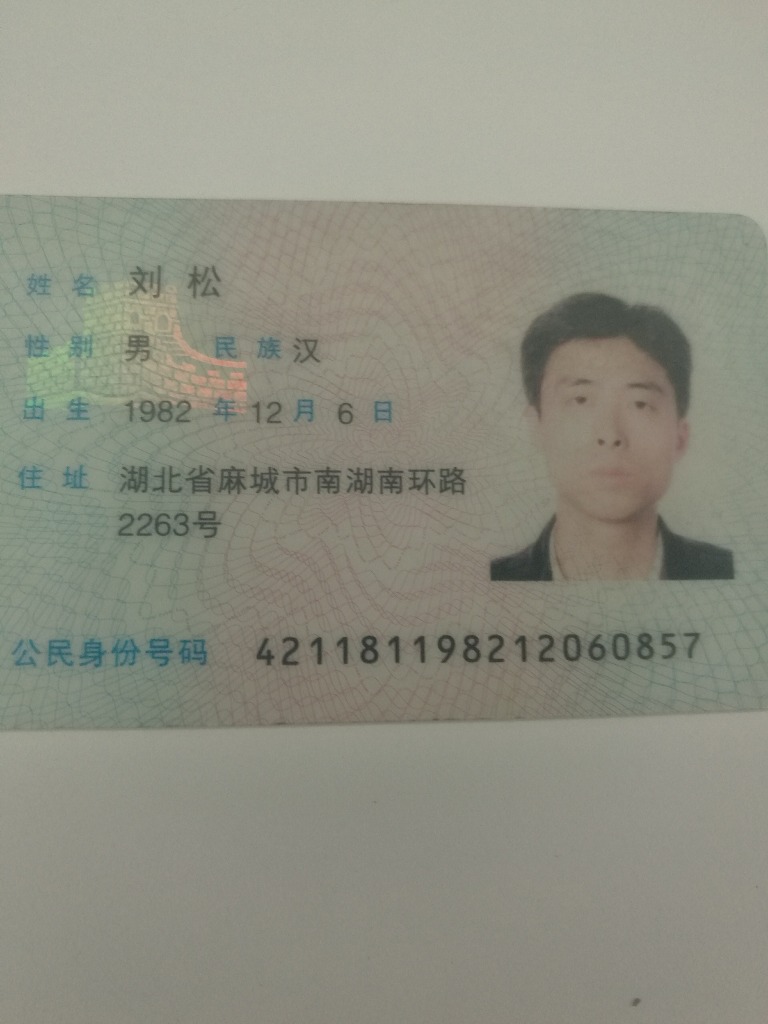 姓名 刘松
性别 男 民族 汉
出生 1982 年 12 月 6 日
住址 湖北省麻城市南湖南环路
2263号
公民身份号码 421181198212060857